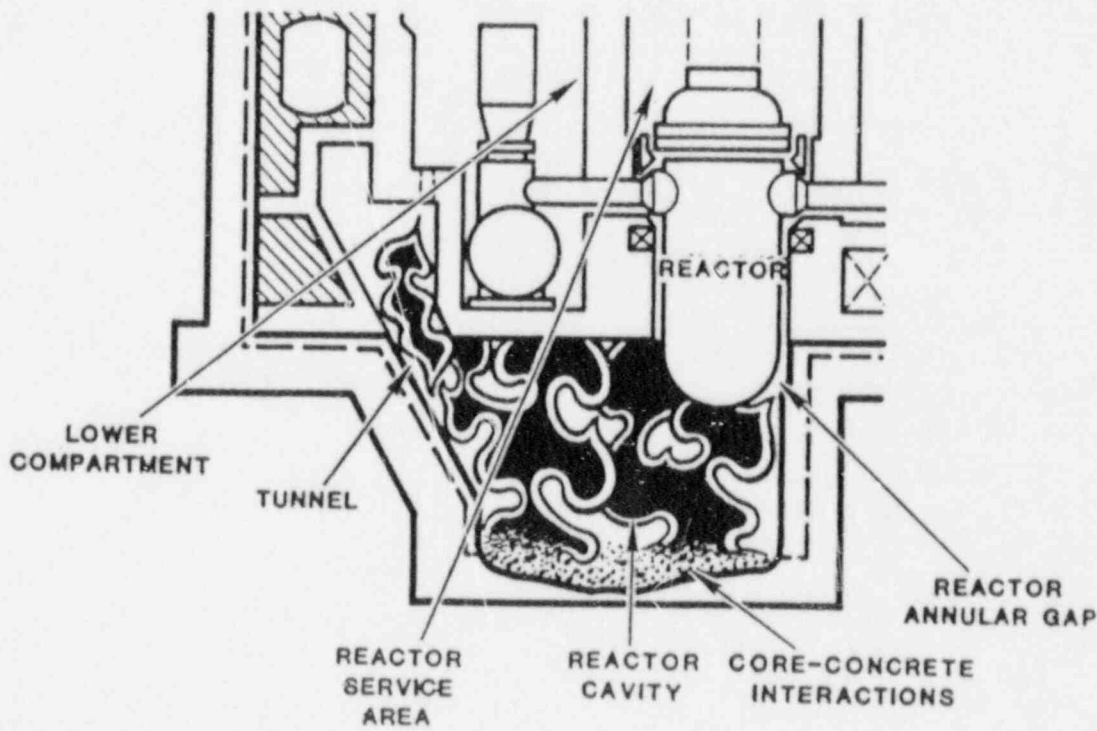 REACTOR
LOWER
COMPARTMENT
TUNNEL
REACTOR
SERVICE
AREA
REACTOR
CAVITY
CORE-CONCRETE
INTERACTIONS
REACTOR
ANNULAR GAP